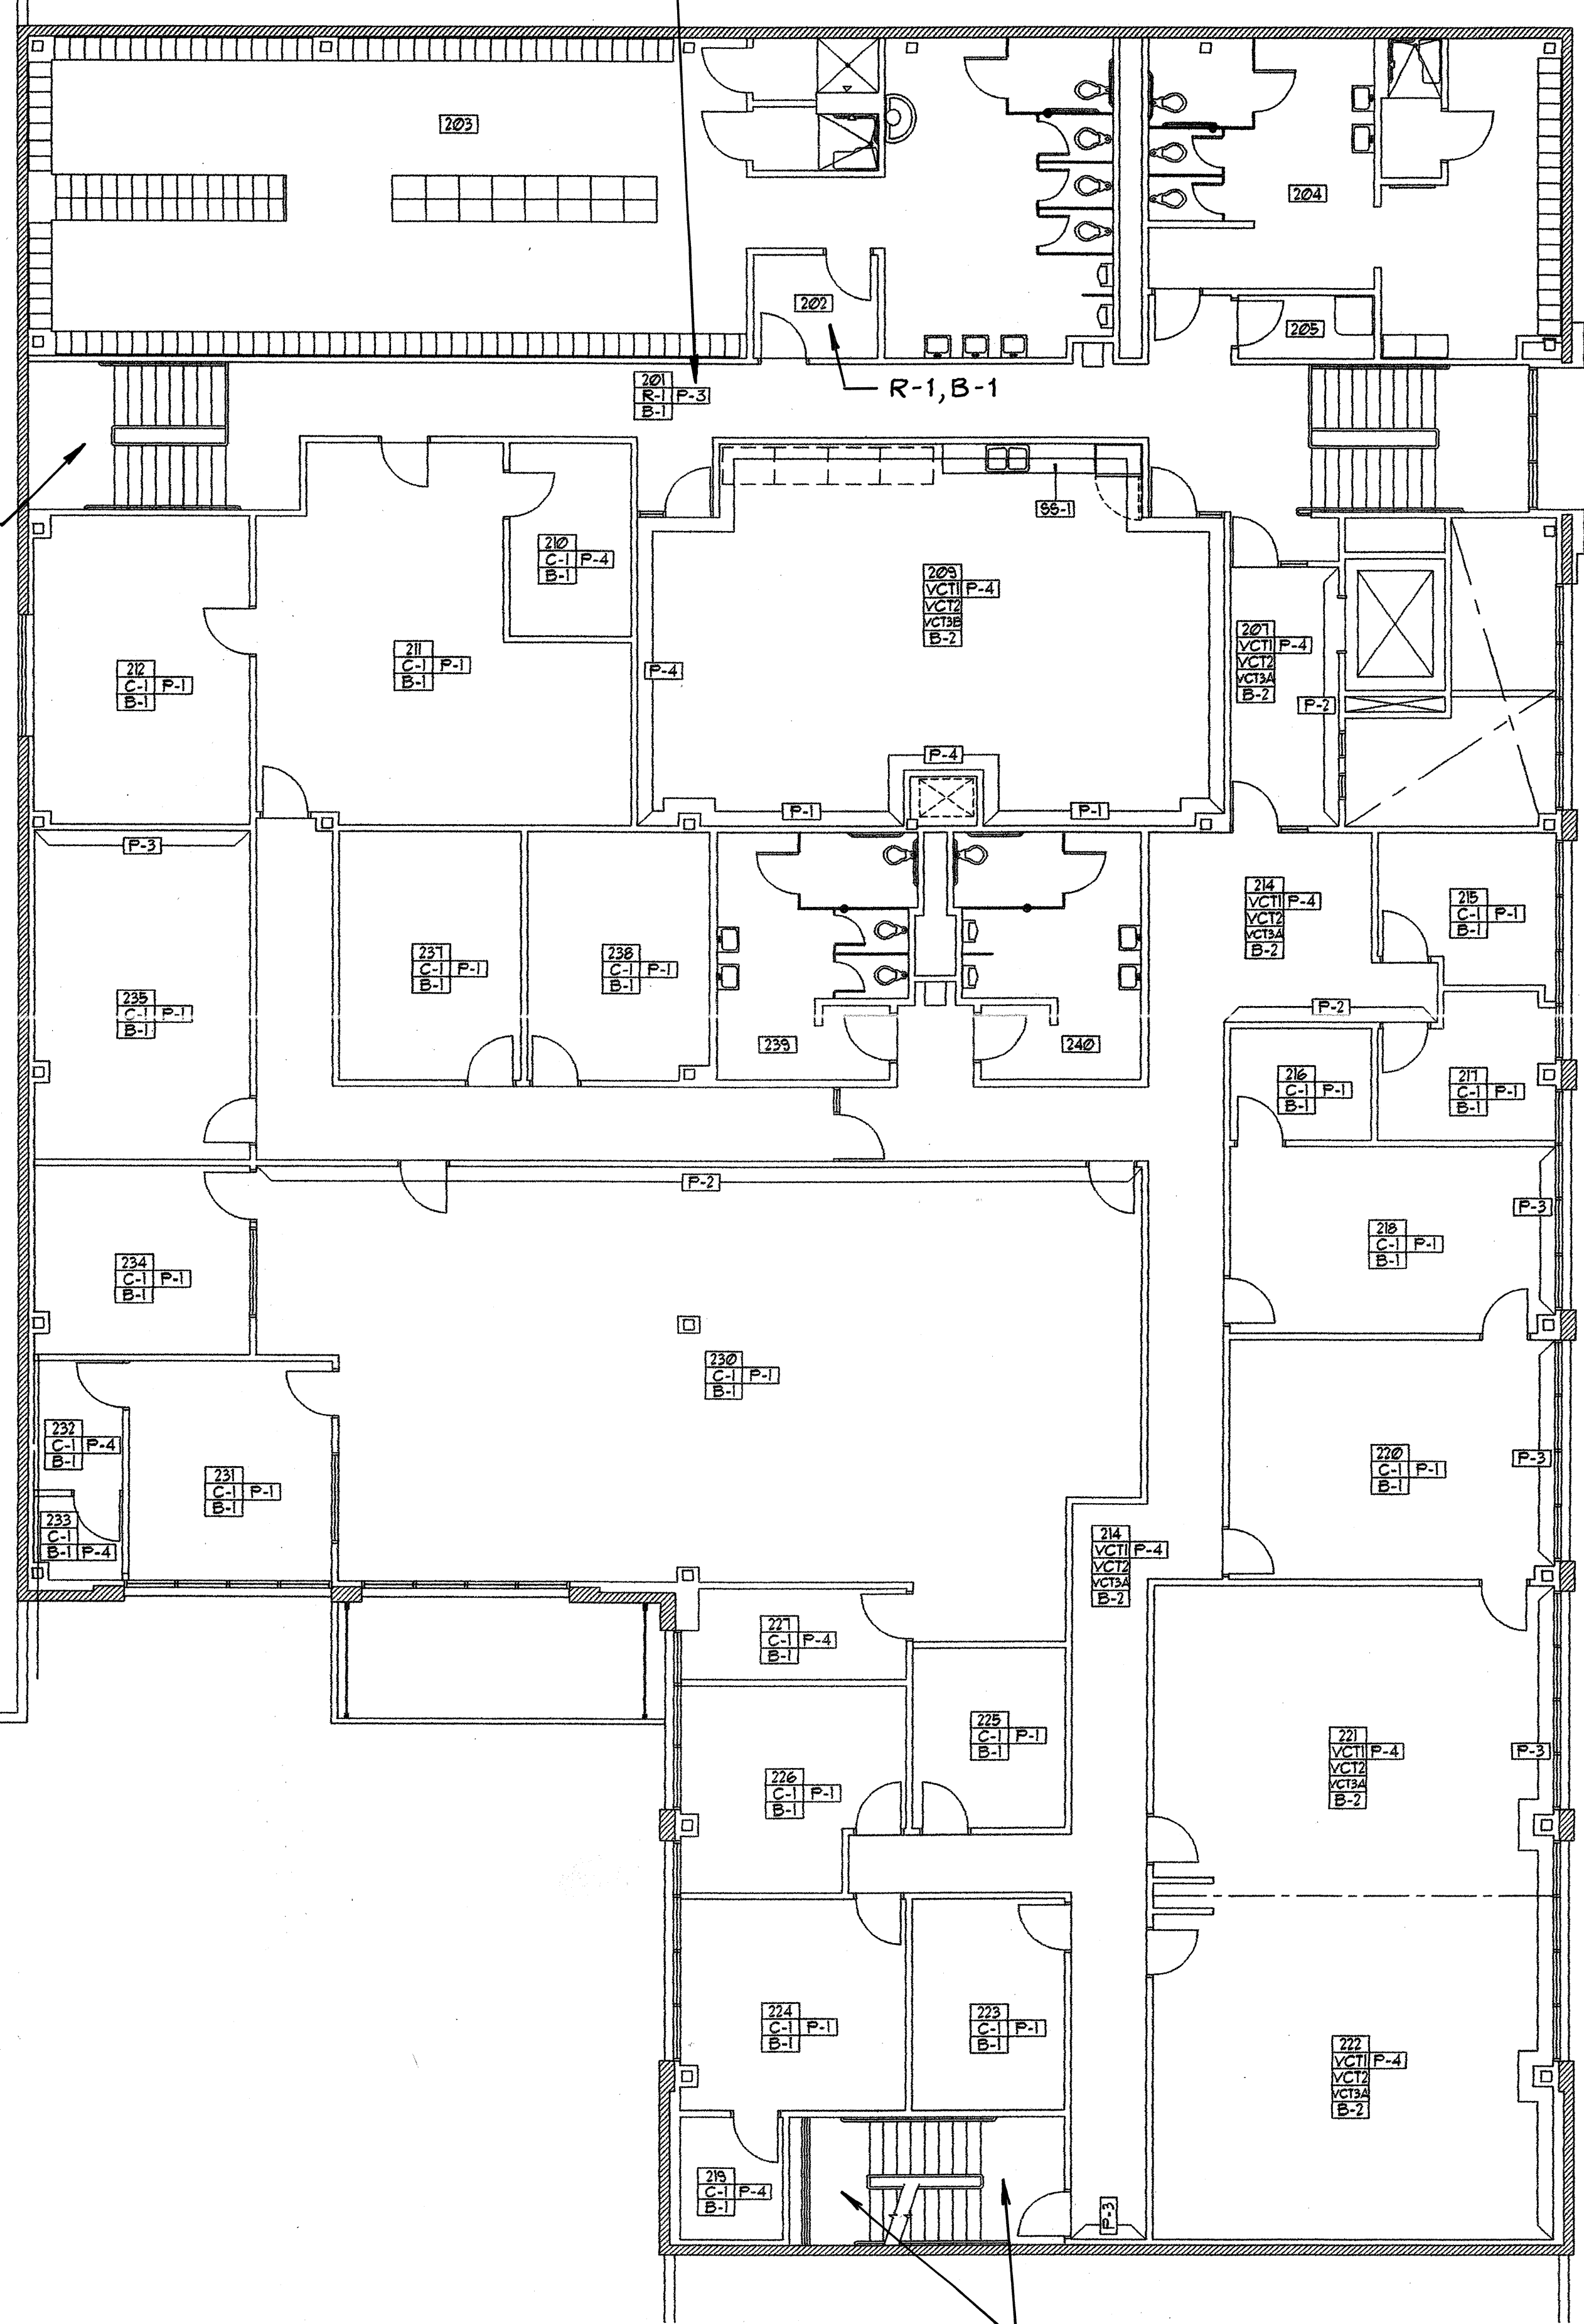 203
204
202
205
R-1, B-1
201
R-1 P-3
B-1
SS-1
210
C-1 P-4
B-1
209
VCT1 P-4
VCT2
VCT3B
B-2
207
VCT1 P-4
VCT2
VCT3A
B-2
211
C-1 P-1
B-1
212
C-1 P-1
B-1
P-4
P-2
P-4
P-1
P-1
P-3
214
VCT1 P-4
VCT2
VCT3A
B-2
215
C-1 P-1
B-1
237
C-1 P-1
B-1
238
C-1 P-1
B-1
235
C-1 P-1
B-1
P-2
239
240
216
C-1 P-1
B-1
217
C-1 P-1
B-1
P-2
P-3
218
C-1 P-1
B-1
234
C-1 P-1
B-1
230
C-1 P-1
B-1
232
C-1 P-4
B-1
231
C-1 P-1
B-1
220
C-1 P-1
B-1
P-3
233
C-1
B-1 P-4
214
VCT1 P-4
VCT2
VCT3A
B-2
227
C-1 P-4
B-1
225
C-1 P-1
B-1
221
VCT1 P-4
VCT2
VCT3A
B-2
P-3
226
C-1 P-1
B-1
224
C-1 P-1
B-1
223
C-1 P-1
B-1
222
VCT1 P-4
VCT2
VCT3A
B-2
219
C-1 P-4
B-1
P-3